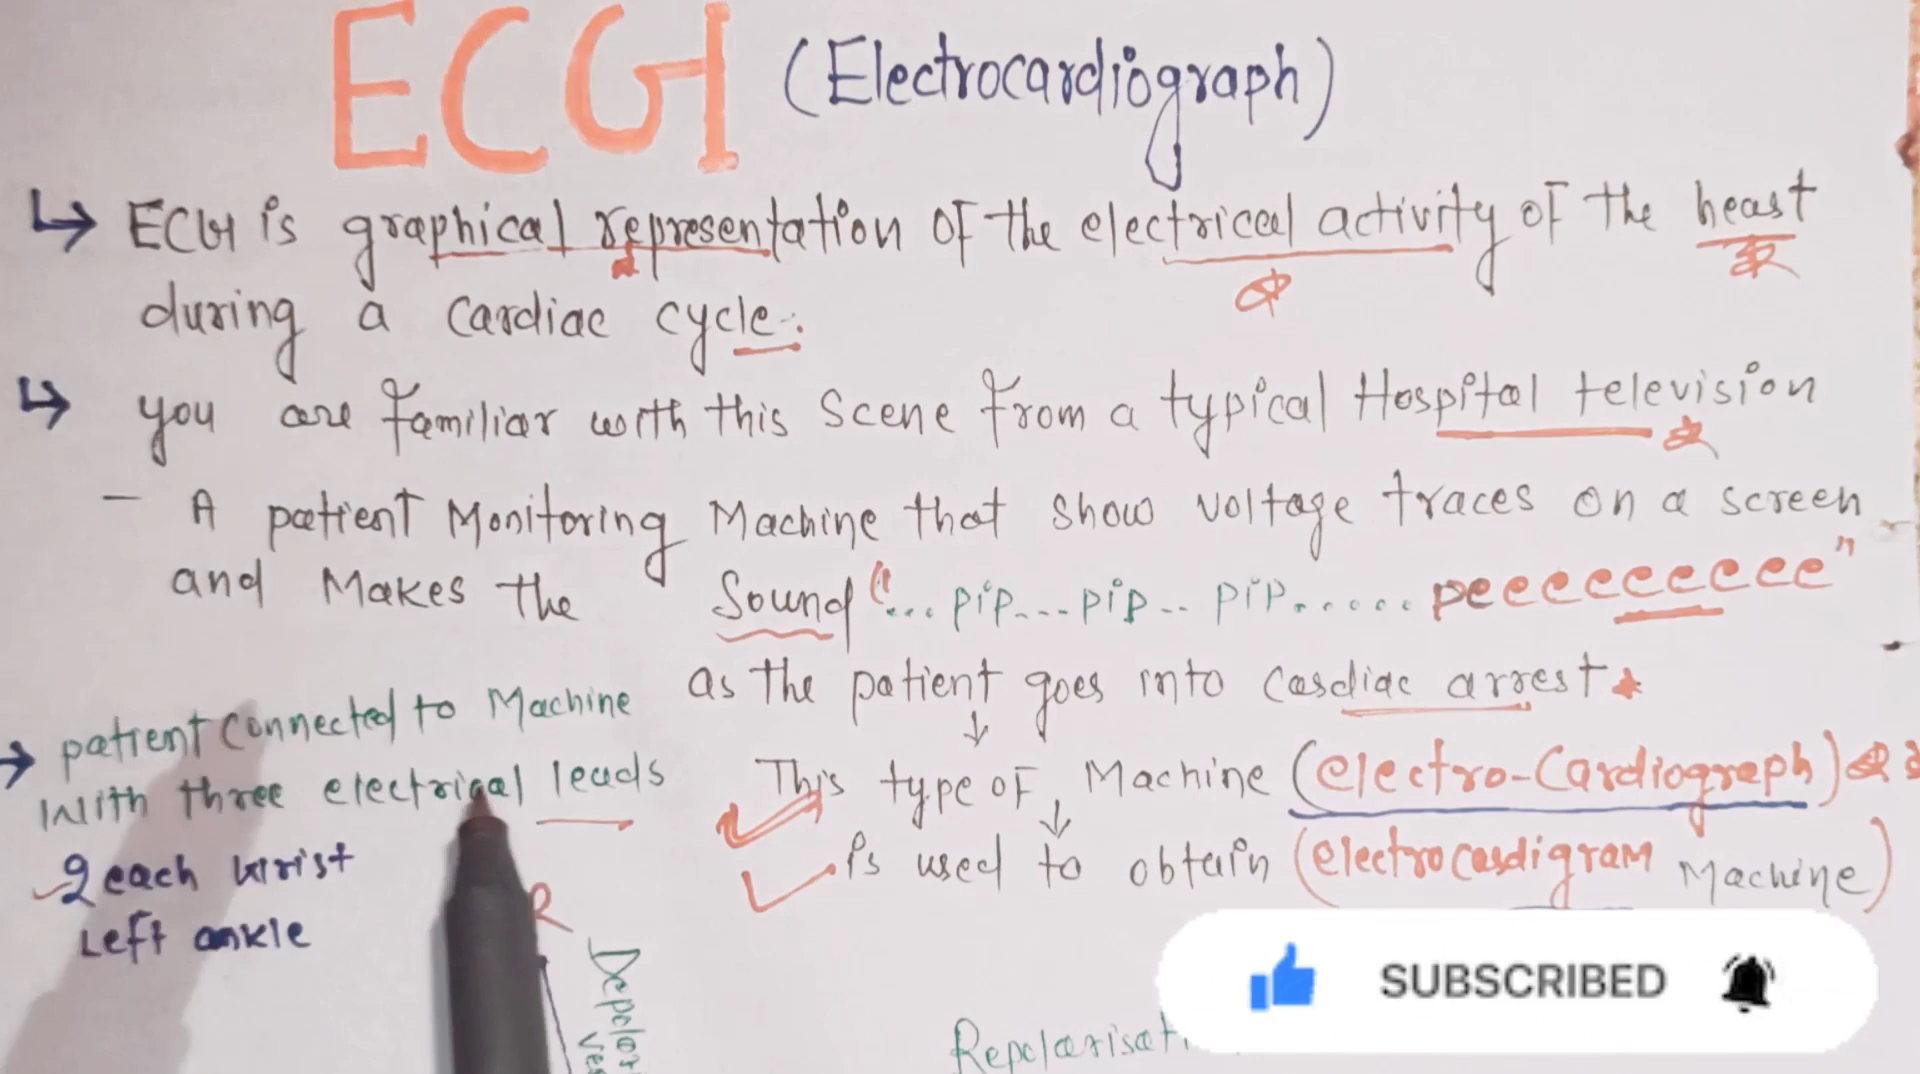 ECG (Electrocardiograph)
ECG is graphical representation of the electrical activity of the heart
during a cardiac cycle.
you are familiar with this scene from a typical Hospital television
- A patient Monitoring Machine that show voltage traces on a screen
and Makes the Sound "... pip... pip.. pip...... peeeeeeeeee"
as the patient goes into cardiac arrest
patient connected to Machine
with three electrical leads
2 each wrist
Left ankle
This type of Machine (electro-Cardiograph)
is used to obtain (electrocardigram Machine)
R
SUBSCRIBED